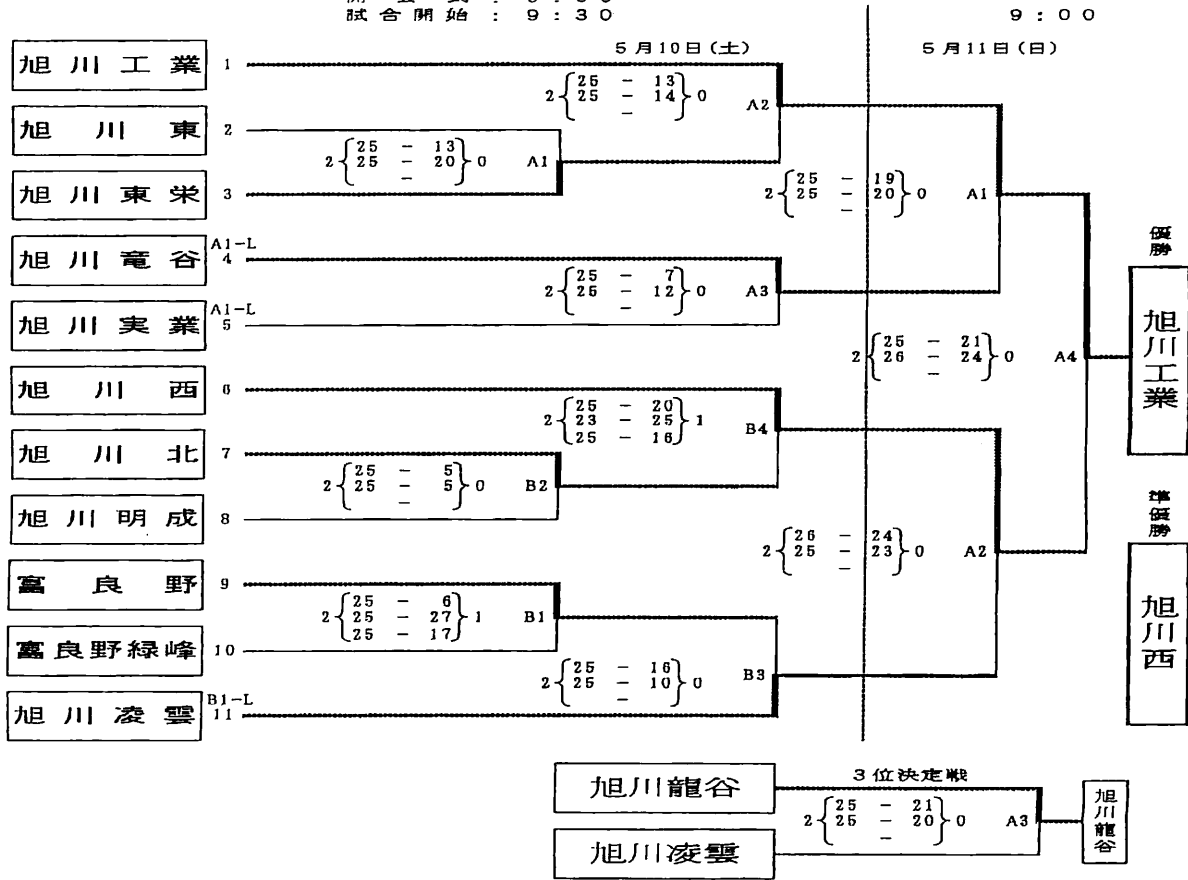 試合開始：9：30
9：00
5月10日(土)
5月11日(日)
旭川工業 1
2 { 25 - 13 } 0 A2
25 - 14
-
旭川東 2
2 { 25 - 13 } 0 A1
25 - 20
-
旭川東栄 3
2 { 25 - 19 } 0 A1
25 - 20
-
旭川竜谷 A1-L 4
2 { 25 - 7 } 0 A3
25 - 12
-
旭川実業 A1-L 5
2 { 25 - 21 } 0 A4
26 - 24
-
優勝
旭川工業
旭川西 6
2 { 25 - 20 } 1 B4
23 - 25
25 - 16
旭川北 7
2 { 25 - 5 } 0 B2
25 - 5
-
旭川明成 8
2 { 26 - 24 } 0 A2
25 - 23
-
準優勝
旭川西
富良野 9
2 { 25 - 6 } 1 B1
25 - 27
25 - 17
富良野緑峰 10
2 { 25 - 16 } 0 B3
25 - 10
-
旭川凌雲 B1-L 11
3位決定戦
旭川龍谷
2 { 25 - 21 } 0 A3
25 - 20
-
旭川凌雲
旭川龍谷